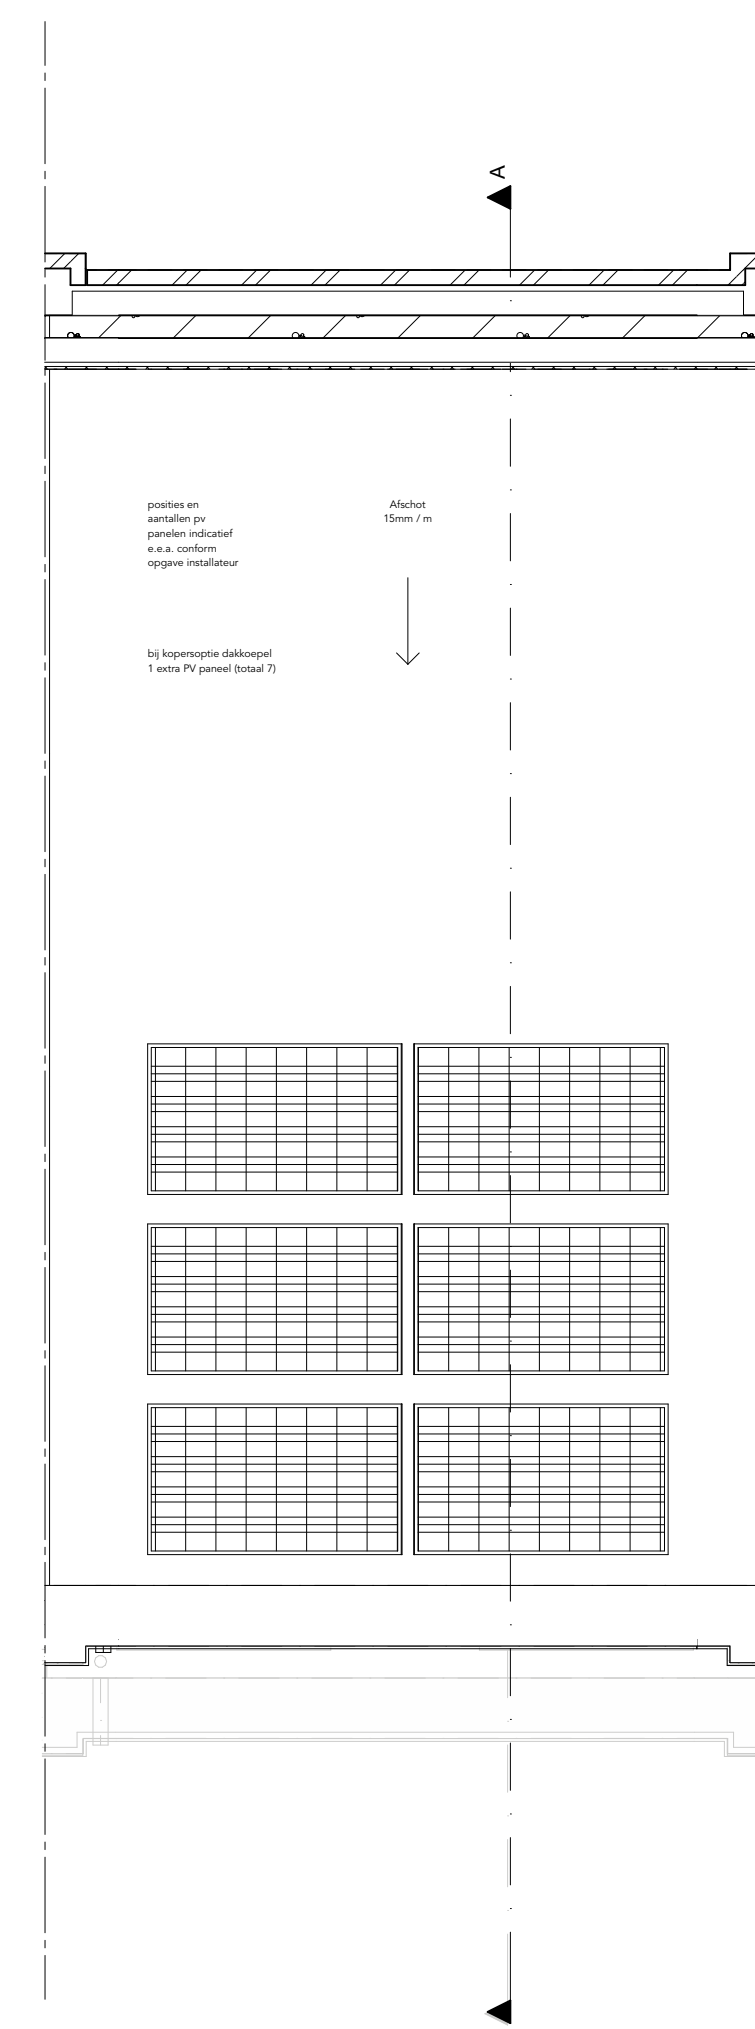 A
posities en
aantallen pv
panelen indicatief
e.e.a. conform
opgave installateur
Afschot
15mm / m
bij kopersoptie dakkoepel
1 extra PV paneel (totaal 7)